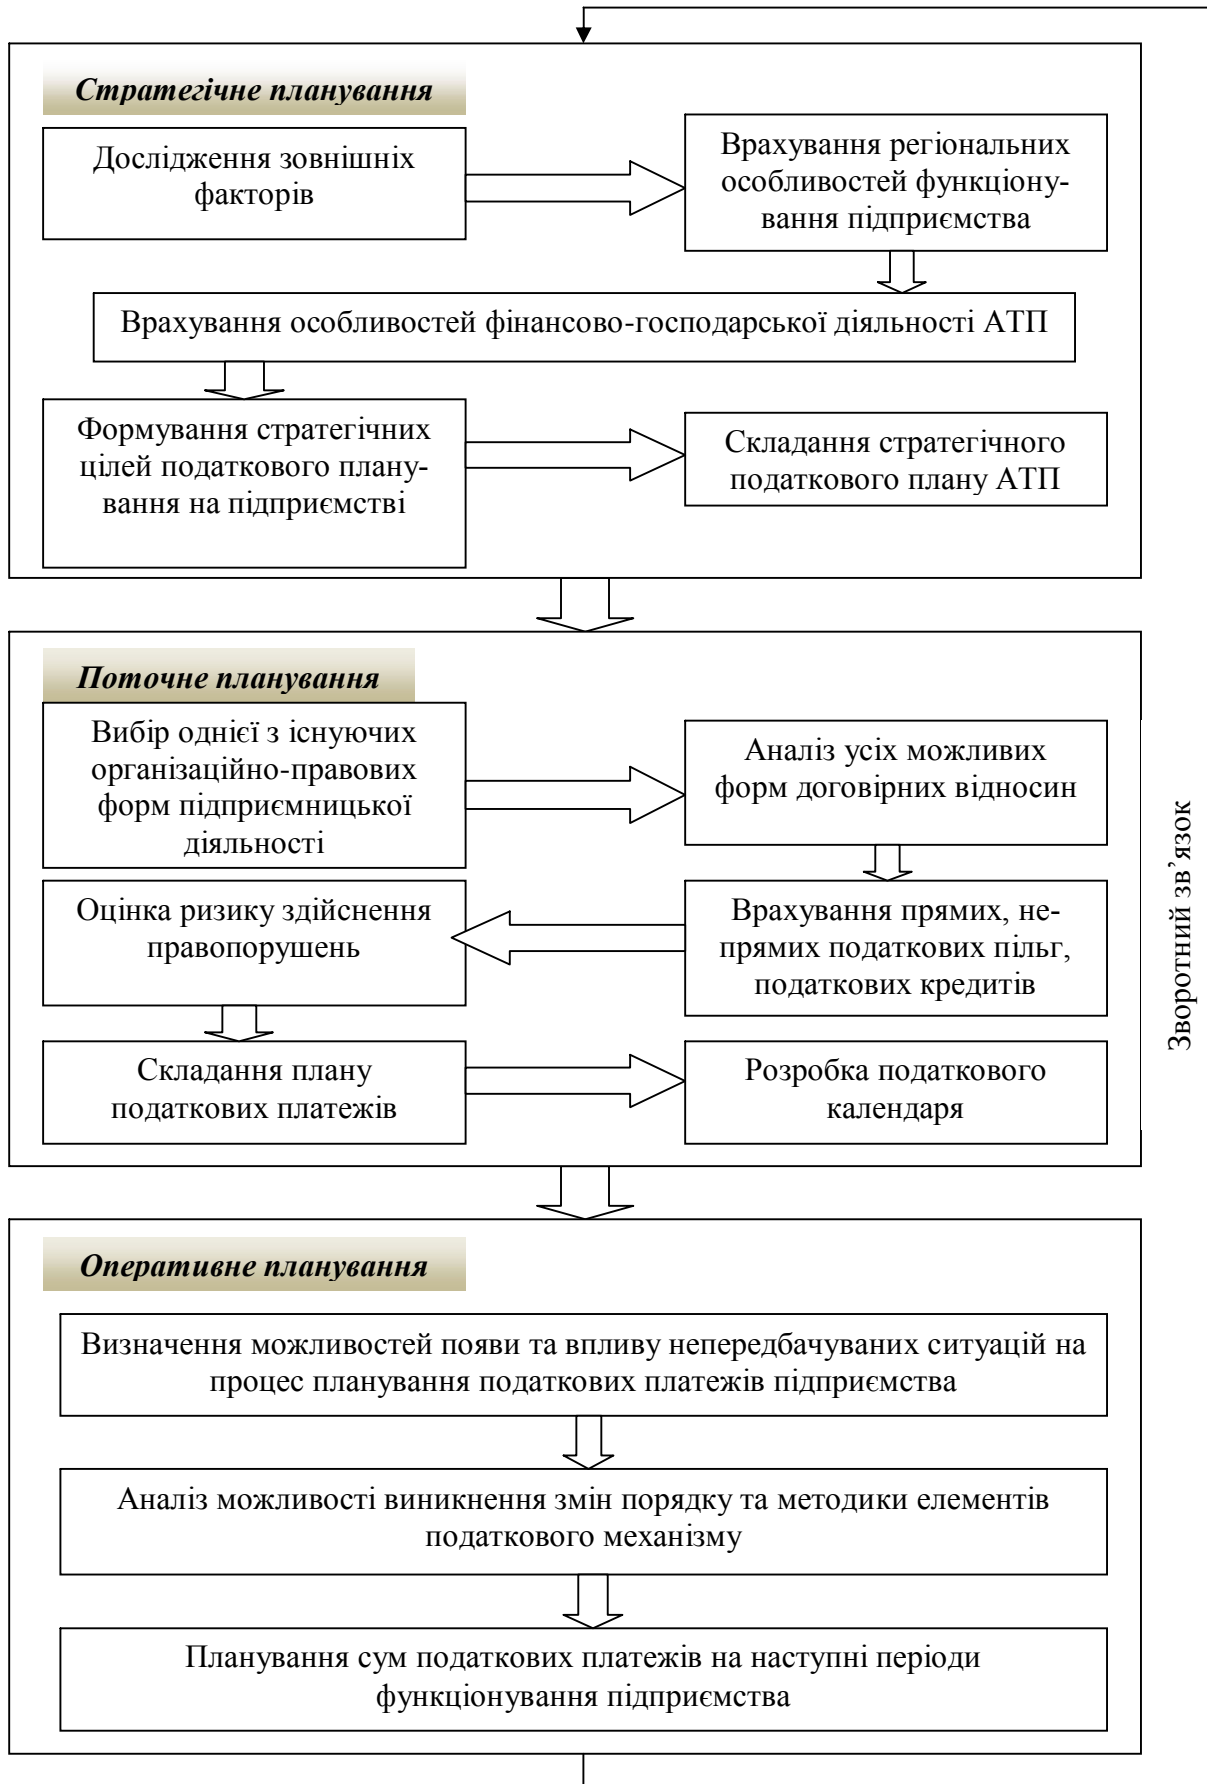 Стратегічне планування
Дослідження зовнішніх
факторів
Врахування регіональних
особливостей функціону-
вання підприємства
Врахування особливостей фінансово-господарської діяльності АТП
Формування стратегічних
цілей податкового плану-
вання на підприємстві
Складання стратегічного
податкового плану АТП
Поточне планування
Вибір однієї з існуючих
організаційно-правових
форм підприємницької
діяльності
Аналіз усіх можливих
форм договірних відносин
Врахування прямих, не-
прямих податкових пільг,
податкових кредитів
Оцінка ризику здійснення
правопорушень
Складання плану
податкових платежів
Розробка податкового
календаря
Оперативне планування
Визначення можливостей появи та впливу непередбачуваних ситуацій на
процес планування податкових платежів підприємства
Аналіз можливості виникнення змін порядку та методики елементів
податкового механізму
Планування сум податкових платежів на наступні періоди
функціонування підприємства
Зворотний зв’язок